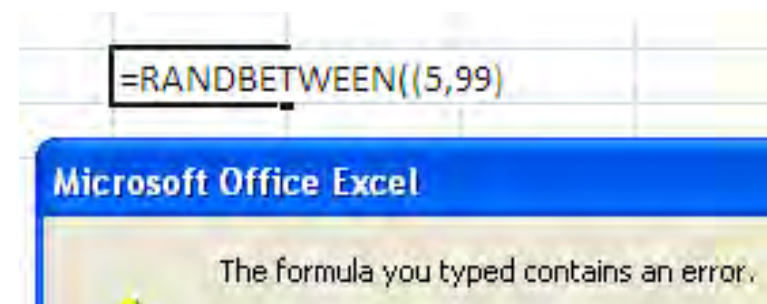 =RANDBETWEEN((5,99)
Microsoft Office Excel
The formula you typed contains an error.